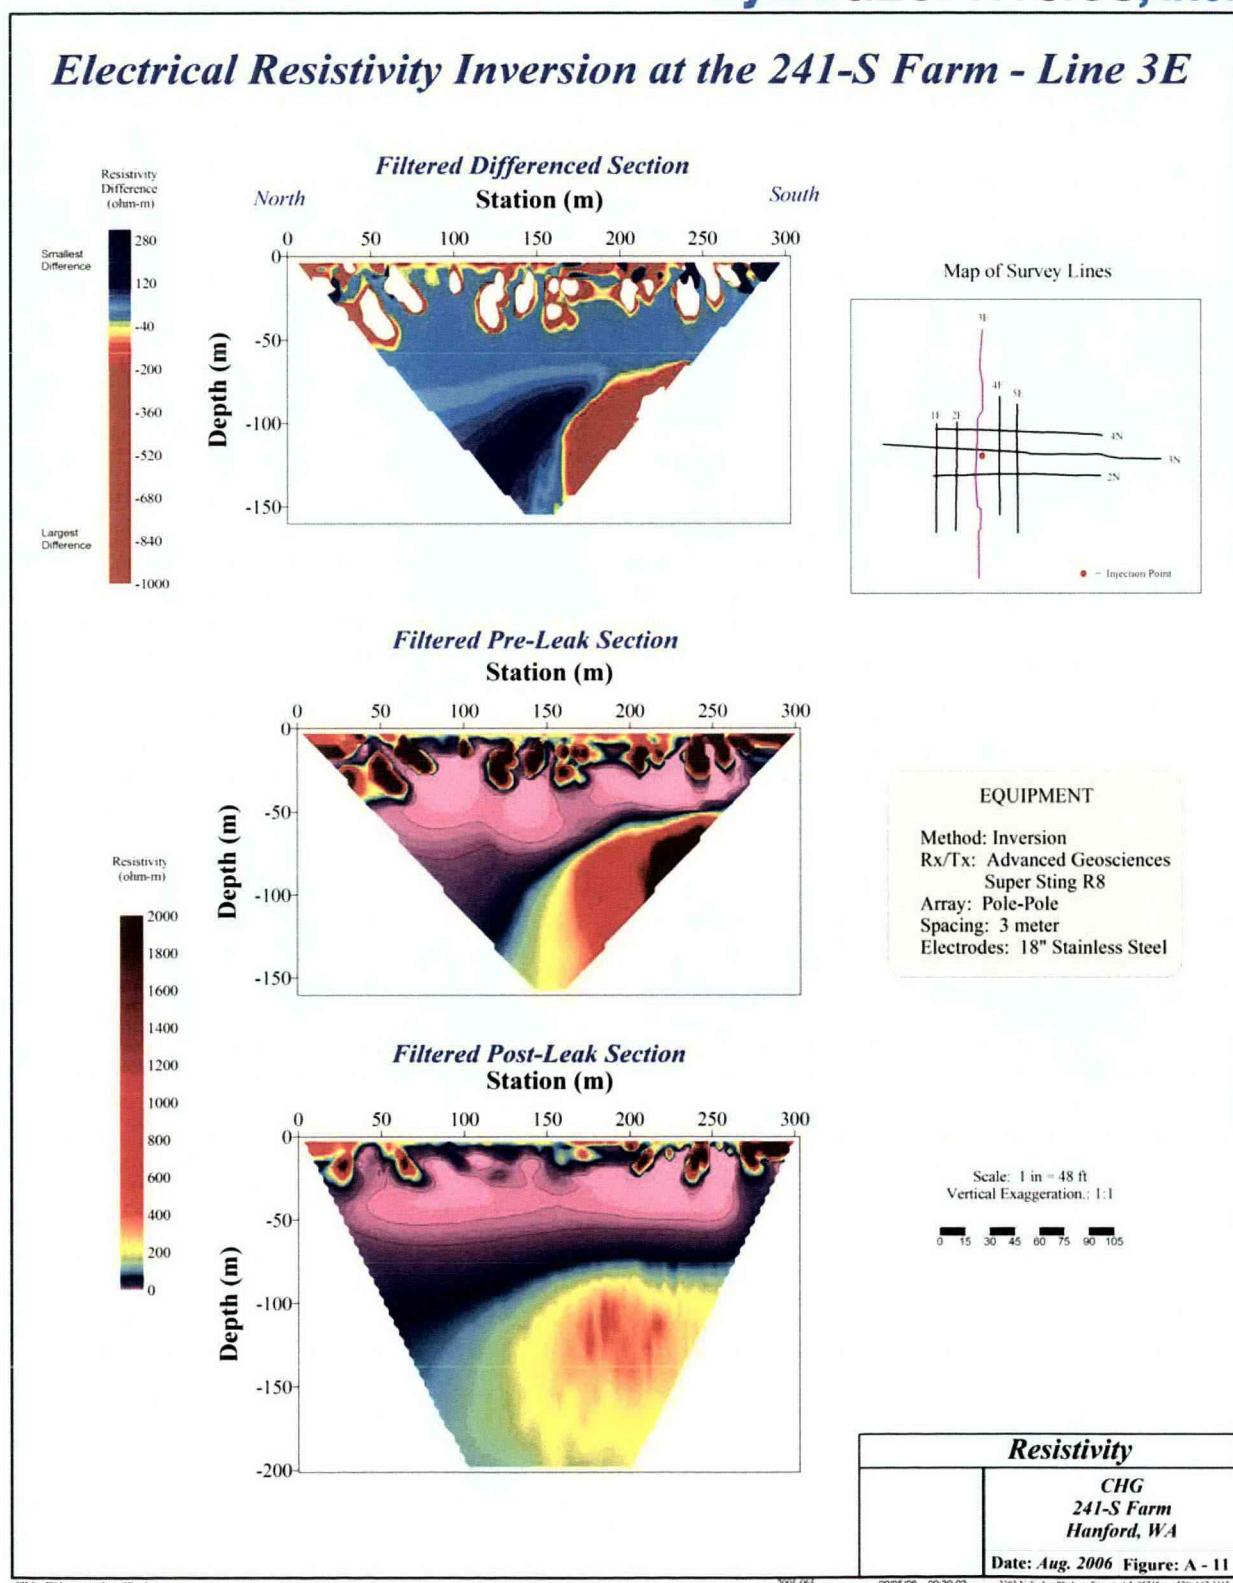 Electrical Resistivity Inversion at the 241-S Farm - Line 3E
Filtered Differenced Section
North
Station (m)
South
0 50 100 150 200 250 300
Depth (m)
0
-50
-100
-150
Resistivity
Difference
(ohm-m)
Smallest
Difference
Largest
Difference
280
120
-40
-200
-360
-520
-680
-840
-1000
Map of Survey Lines
3E
4E
5E
1E
2E
4N
3N
2N
= Injection Point
Filtered Pre-Leak Section
Station (m)
0 50 100 150 200 250 300
Depth (m)
0
-50
-100
-150
EQUIPMENT
Method: Inversion
Rx/Tx: Advanced Geosciences
Super Sting R8
Array: Pole-Pole
Spacing: 3 meter
Electrodes: 18" Stainless Steel
Resistivity
(ohm-m)
2000
1800
1600
1400
1200
1000
800
600
400
200
0
Filtered Post-Leak Section
Station (m)
0 50 100 150 200 250 300
Depth (m)
0
-50
-100
-150
-200
Scale: 1 in = 48 ft
Vertical Exaggeration.: 1:1
0 15 30 45 60 75 90 105
Resistivity
CHG
241-S Farm
Hanford, WA
Date: Aug. 2006 Figure: A - 11